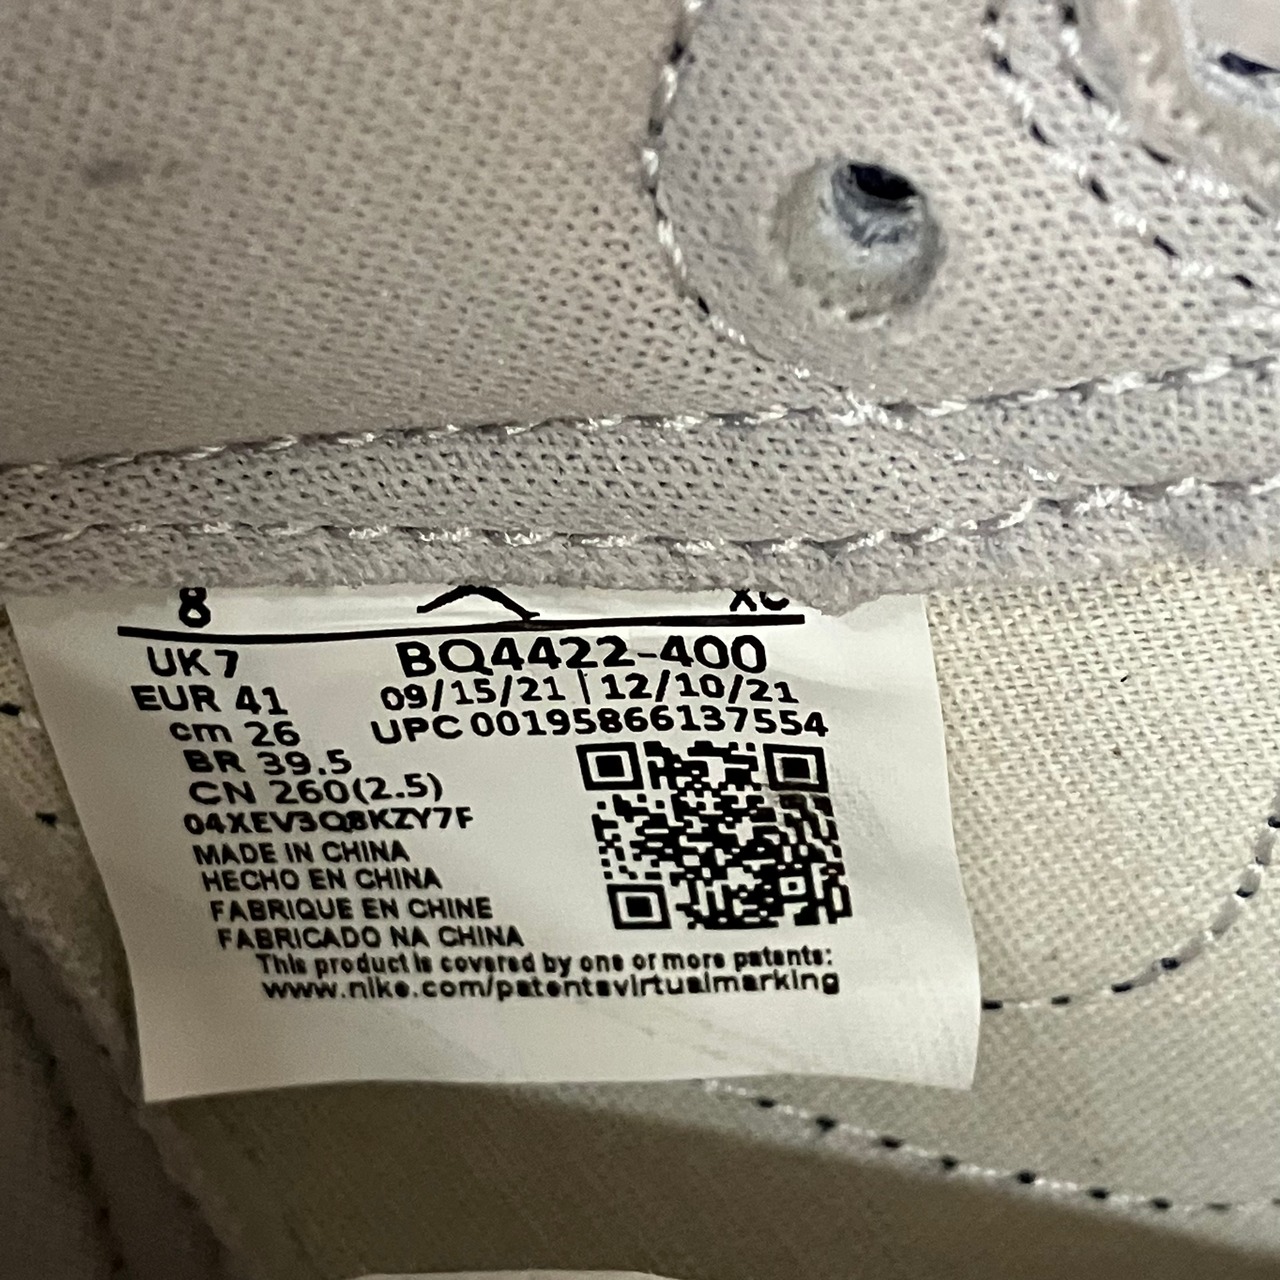 8 XC
UK 7 BQ4422-400
EUR 41 09/15/21 | 12/10/21
cm 26 UPC 00195866137554
BR 39.5
CN 260(2.5)
04XEV3Q8KZY7F
MADE IN CHINA
HECHO EN CHINA
FABRIQUE EN CHINE
FABRICADO NA CHINA
This product is covered by one or more patents:
www.nike.com/patentsvirtualmarking